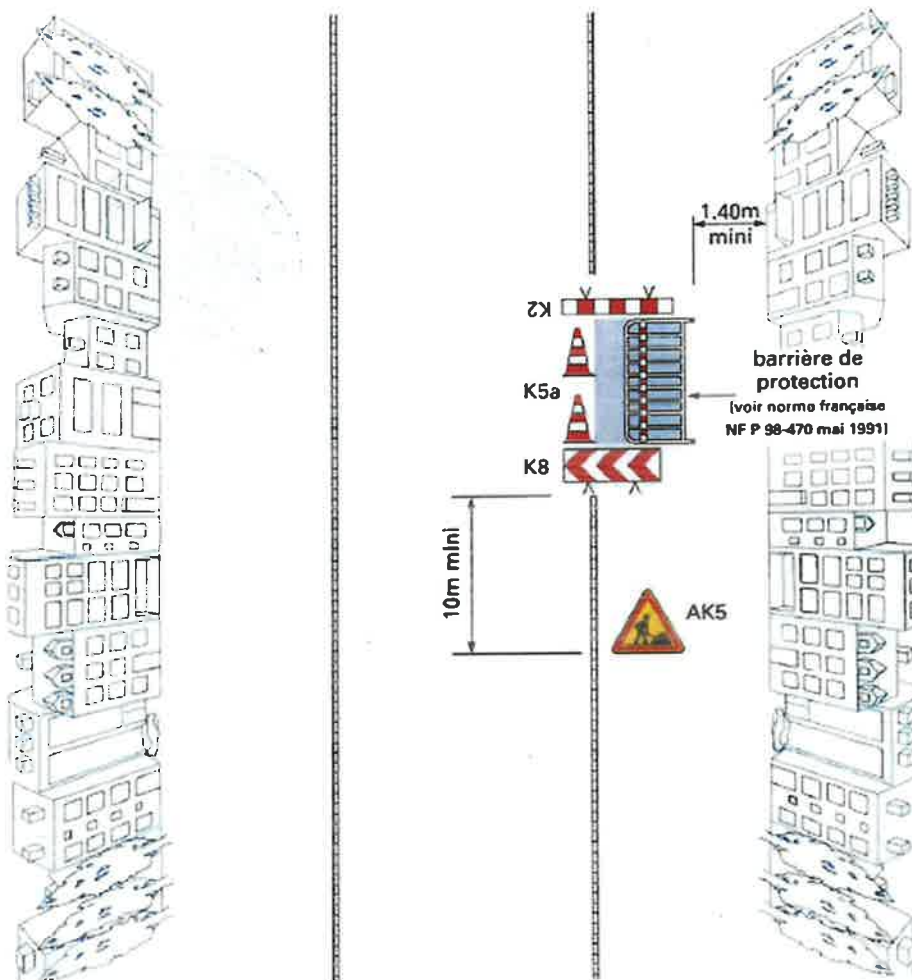 1.40m
mini
K2
barrière de
protection
(voir norme française
NF P 98-470 mai 1991)
K5a
K8
10m mini
AK5